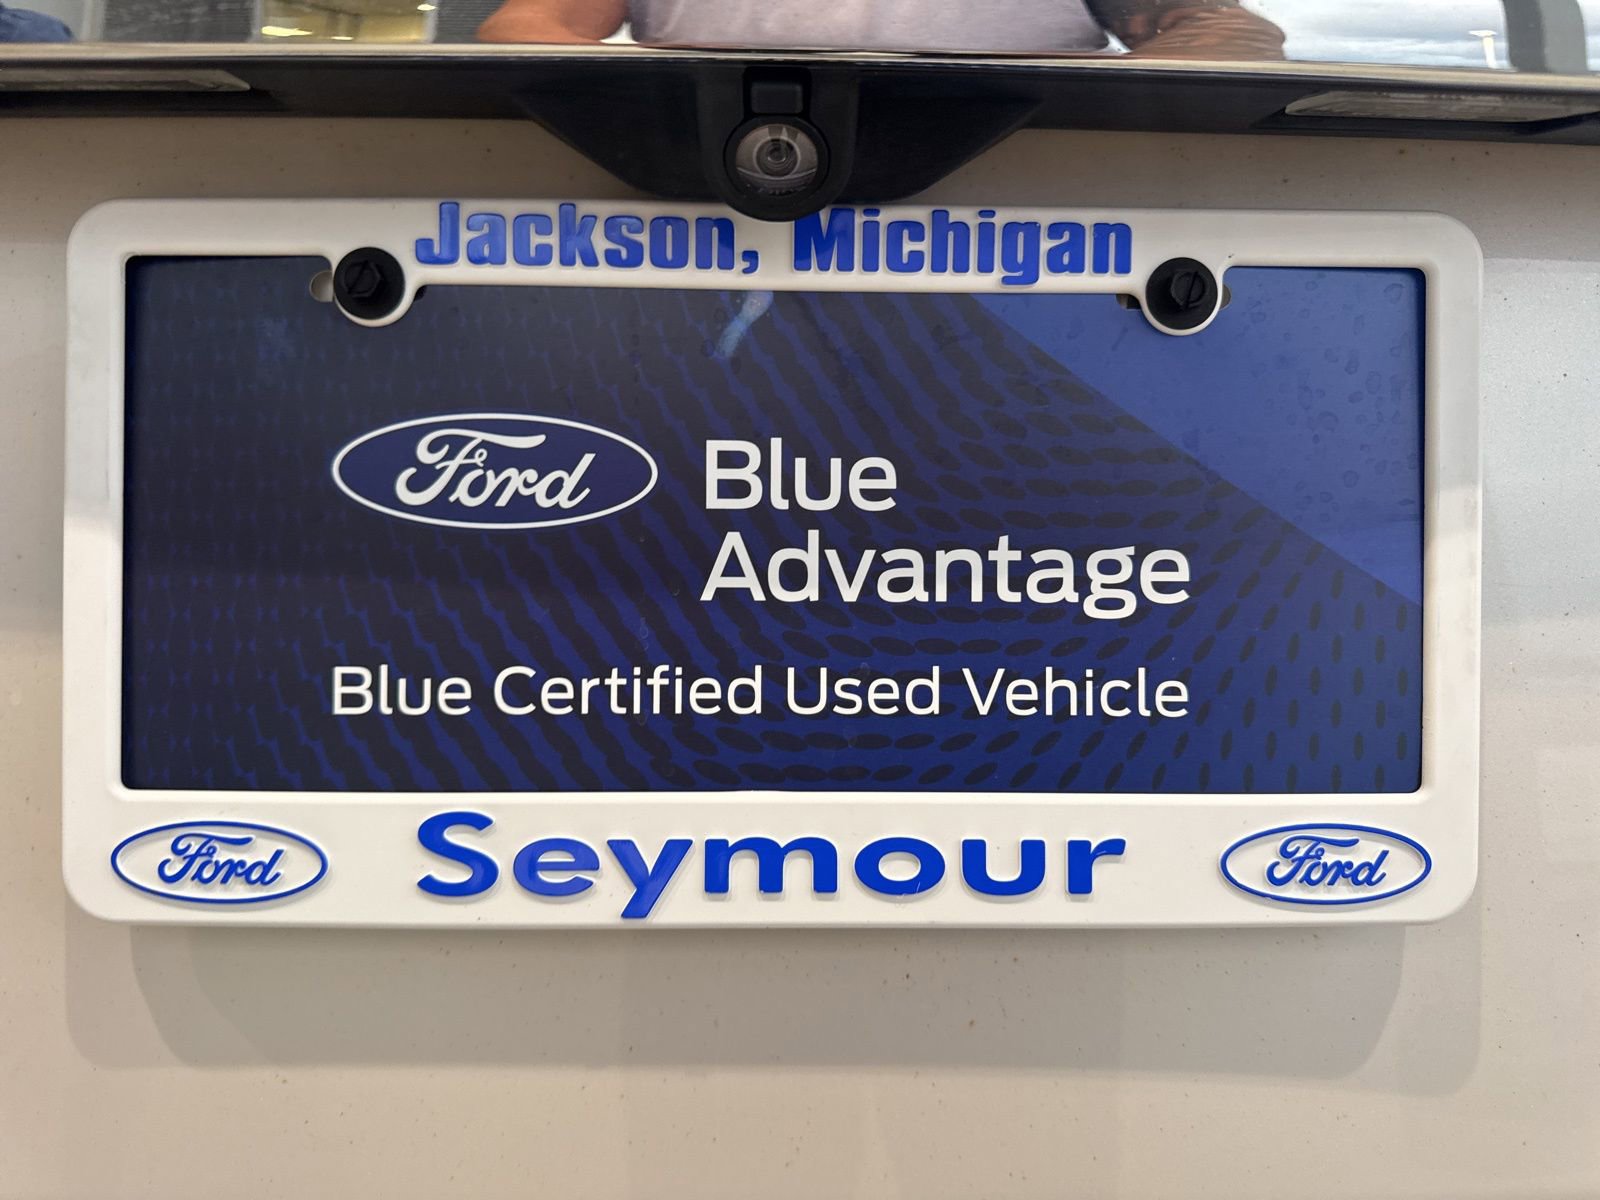 Jackson, Michigan
Ford
Blue
Advantage
Blue Certified Used Vehicle
Ford Seymour Ford